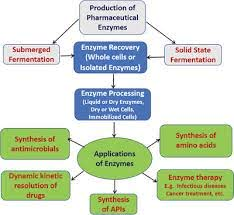 Production of
Pharmaceutical
Enzymes
Submerged
Fermentation
Enzyme Recovery
(Whole cells or
Isolated Enzymes}
Solid State
Fermentation
Enzyme Processing
(Liquid or Dry Enzymes,
Dry or Wet Cells,
Immobilized Cells)
Synthesis of
antimicrobials
Synthesis of
amino acids
Applications of
Enzymes
Dynamic kinetic
resolution of
drugs
Synthesis
of APIs
Enzyme therapy
E.g. Infectious diseases
Cancer treatment, etc.